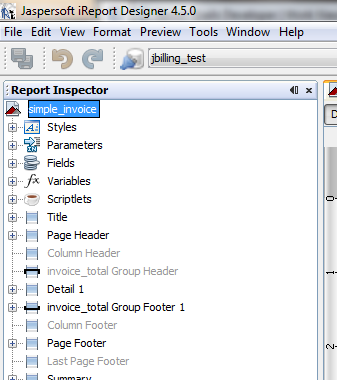 Jaspersoft iReport Designer 4.5.0
File Edit View Format Preview Tools Window Help
jbilling_test
Report Inspector
simple_invoice
Styles
Parameters
Fields
fx Variables
Scriptlets
Title
Page Header
Column Header
invoice_total Group Header
Detail 1
invoice_total Group Footer 1
Column Footer
Page Footer
Last Page Footer
Summary
D
0
1
2